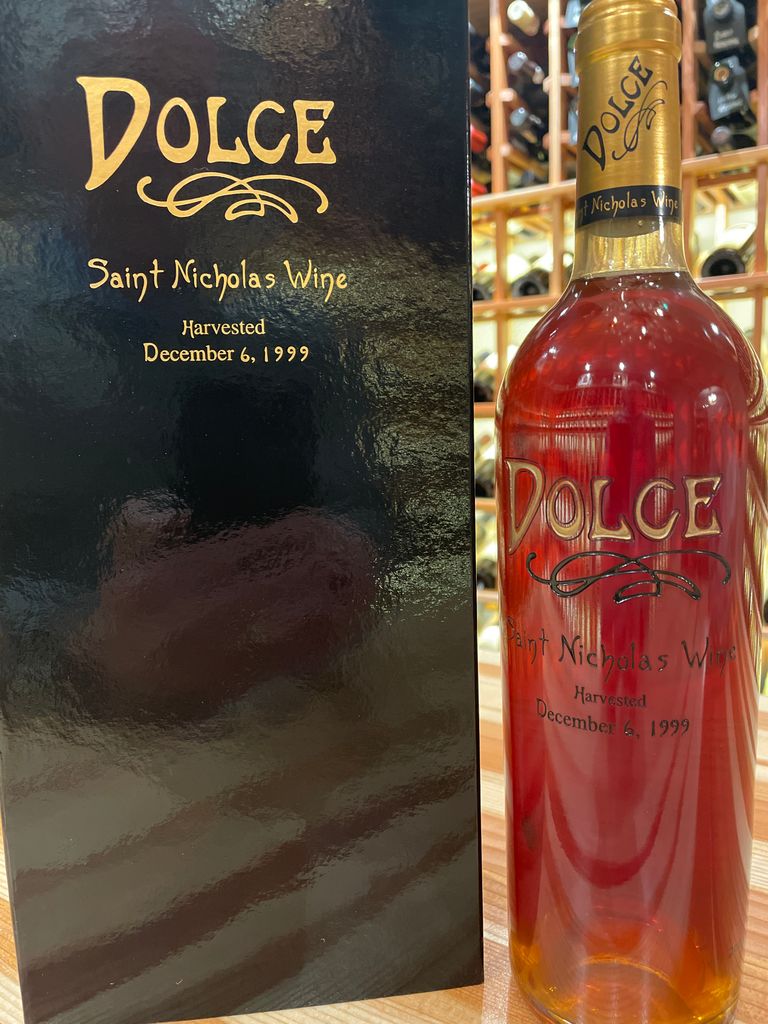 DOLCE
Saint Nicholas Wine
Harvested
December 6, 1999
DOLCE
Nicholas Wine
DOLCE
Saint Nicholas Wine
Harvested
December 6, 1999